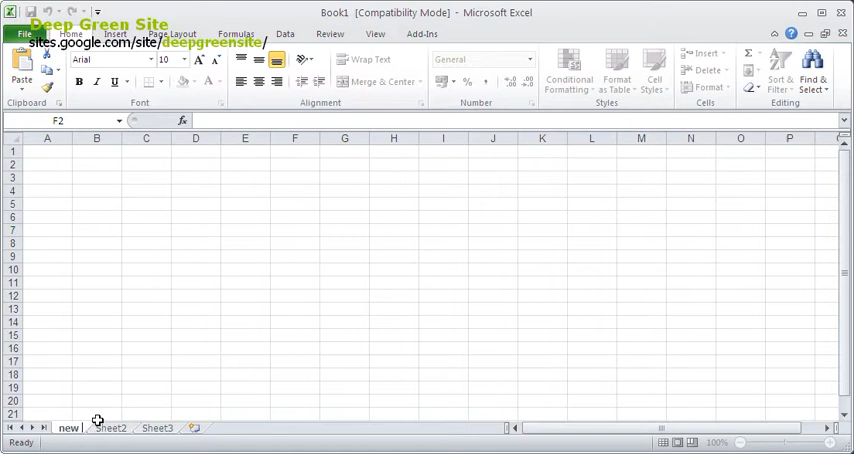 Book1 [Compatibility Mode] - Microsoft Excel
Deep Green Site
File Home Insert Page Layout Formulas Data Review View Add-Ins
sites.google.com/site/deepgreensite/
Arial 10 Wrap Text General Insert
Paste Conditional Format Cell Delete Sort & Find &
B I U Merge & Center $ % , Formatting as Table Styles Format Filter Select
Clipboard Font Alignment Number Styles Cells Editing
F2 fx
A B C D E F G H I J K L M N O P
1
2
3
4
5
6
7
8
9
10
11
12
13
14
15
16
17
18
19
20
21
new Sheet2 Sheet3
Ready 100%